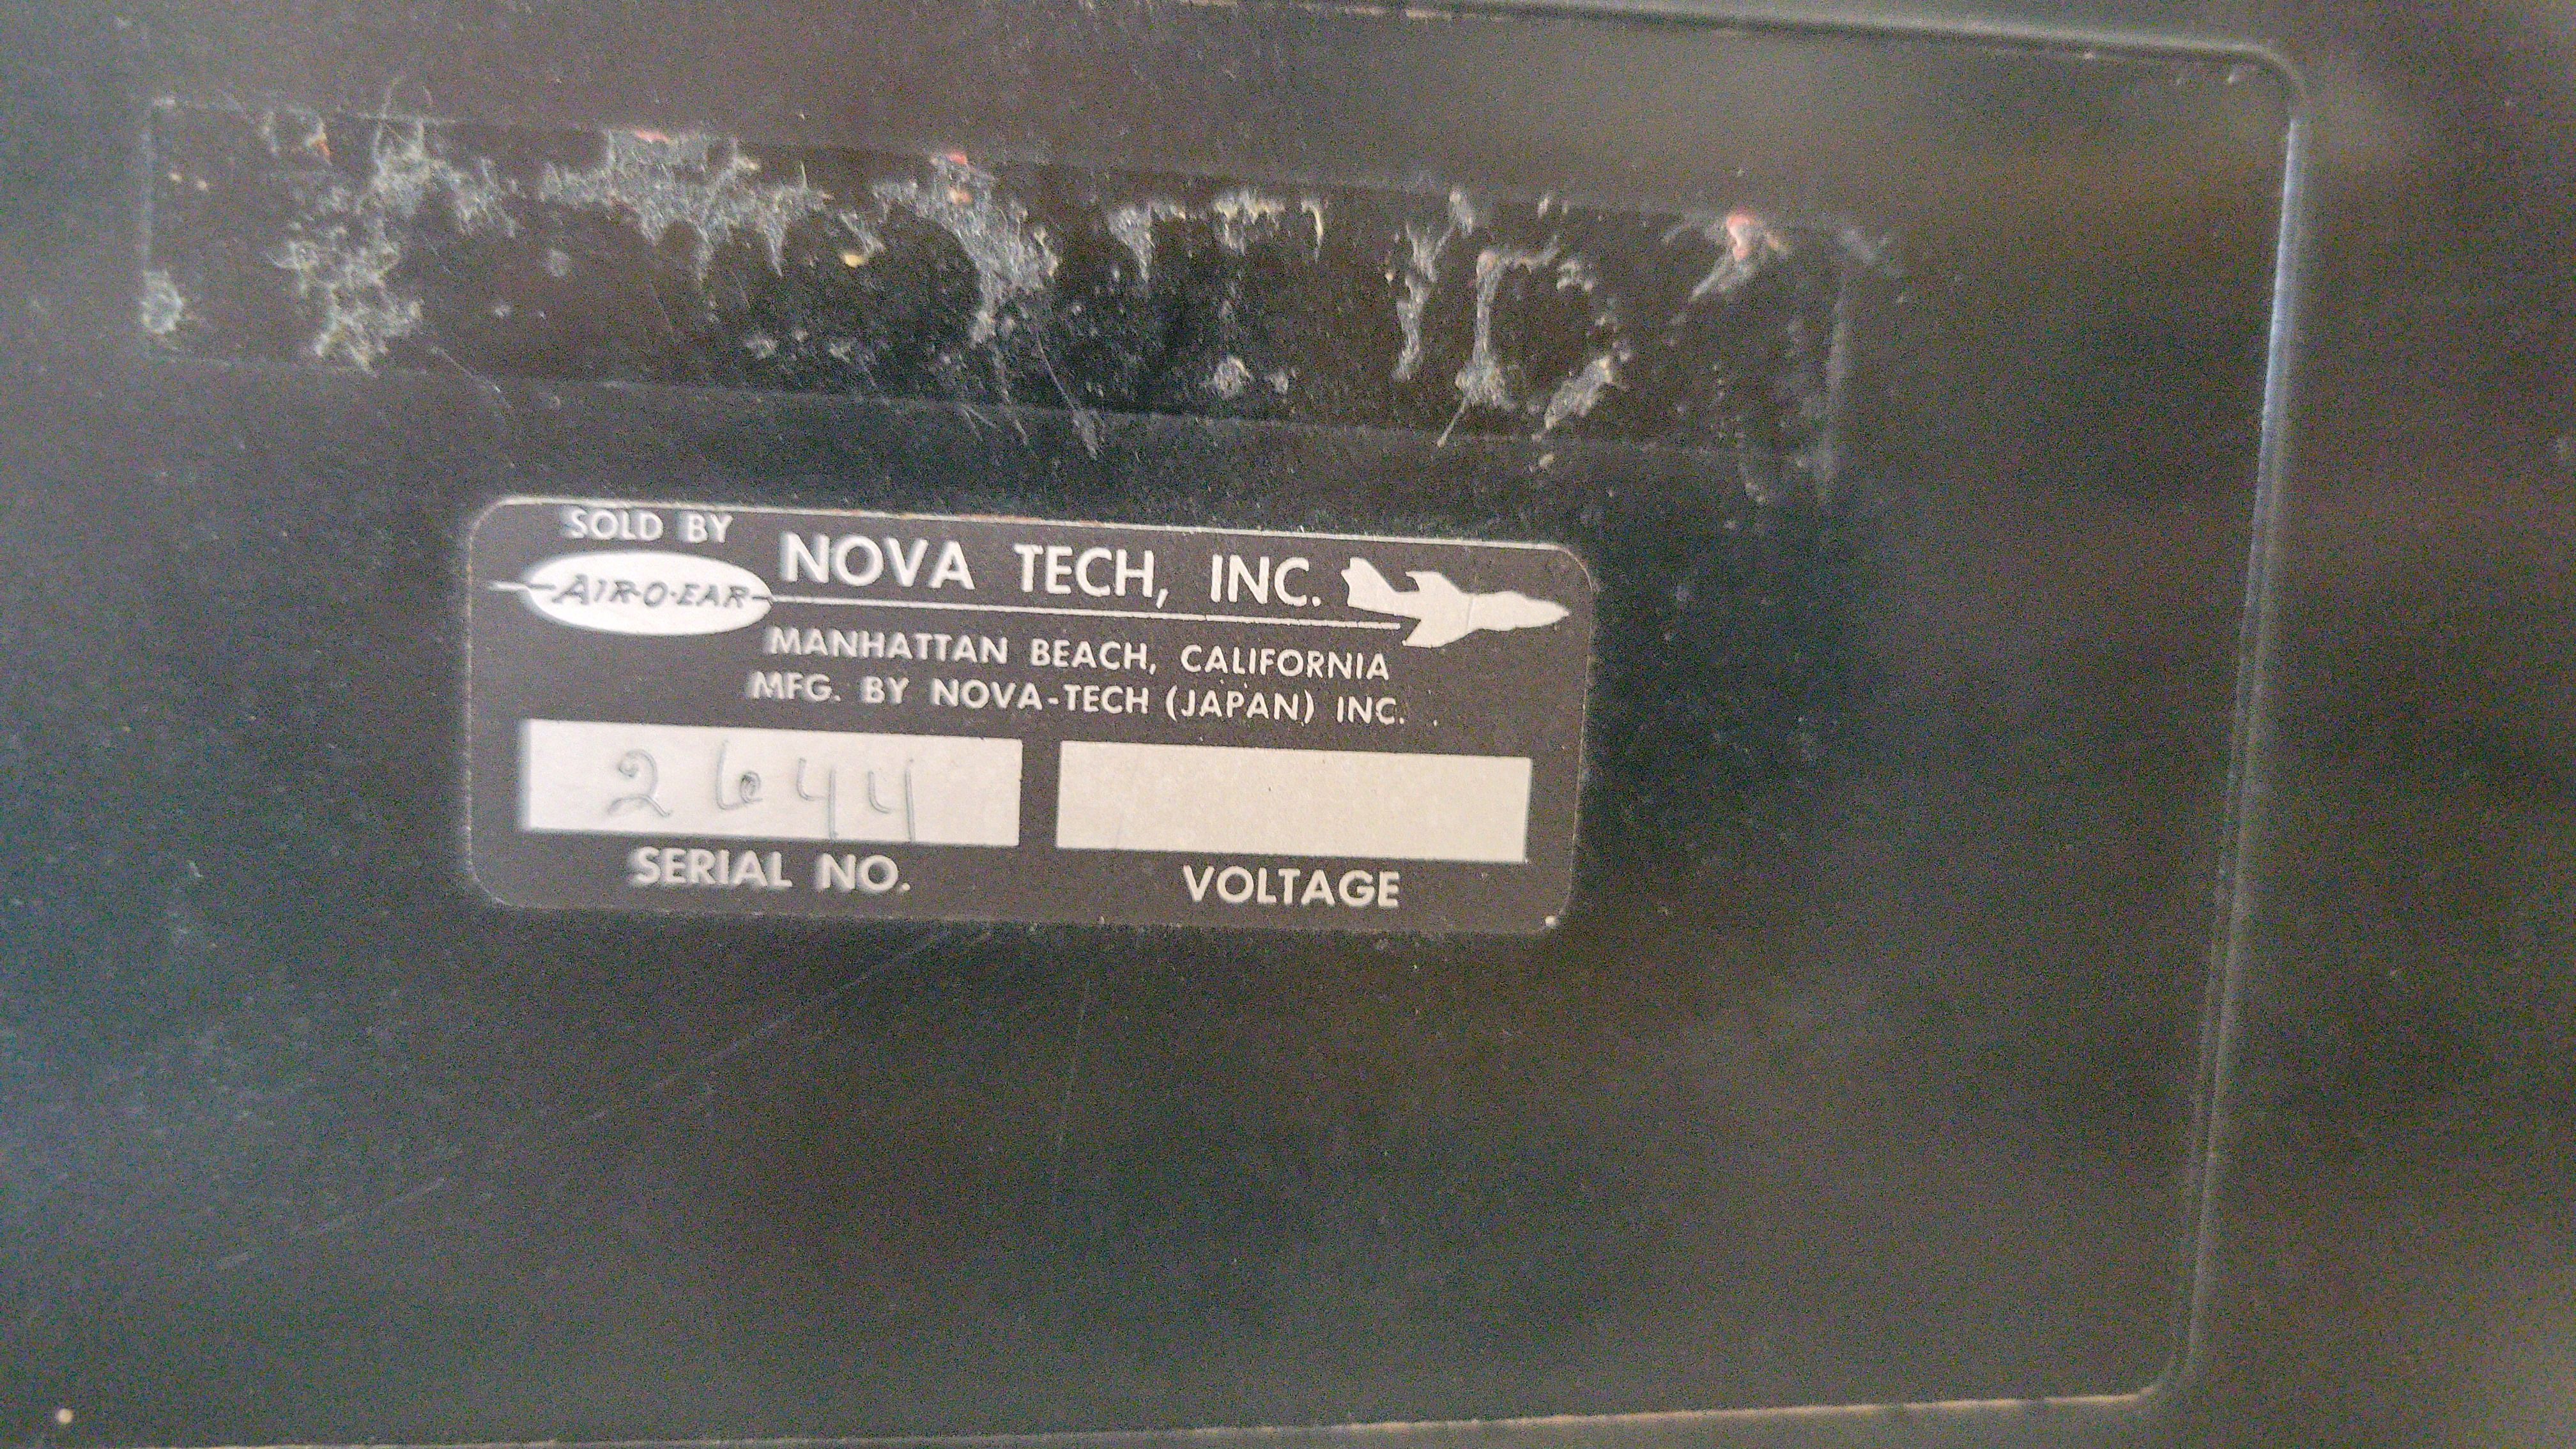 SOLD BY
NOVA TECH, INC.
AIR-O-EAR
MANHATTAN BEACH, CALIFORNIA
MFG. BY NOVA-TECH (JAPAN) INC.
2644
SERIAL NO.
VOLTAGE